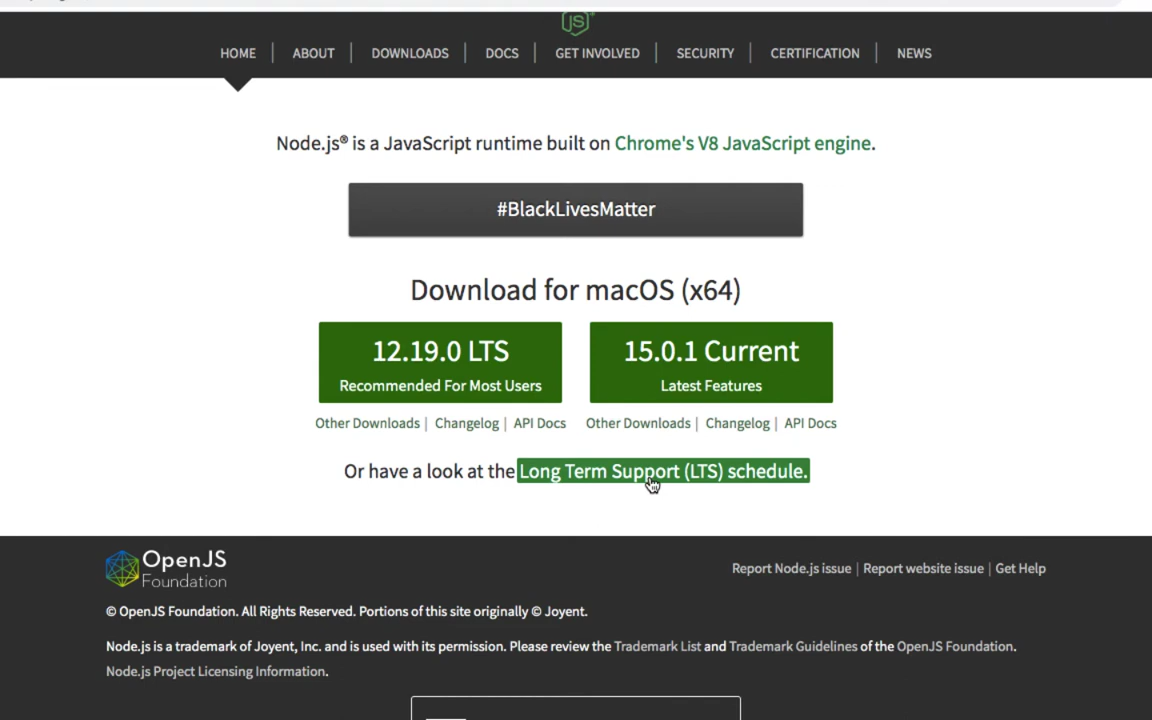 JS
HOME | ABOUT | DOWNLOADS | DOCS | GET INVOLVED | SECURITY | CERTIFICATION | NEWS
Node.js® is a JavaScript runtime built on Chrome's V8 JavaScript engine.
#BlackLivesMatter
Download for macOS (x64)
12.19.0 LTS
Recommended For Most Users
15.0.1 Current
Latest Features
Other Downloads | Changelog | API Docs
Other Downloads | Changelog | API Docs
Or have a look at the Long Term Support (LTS) schedule.
OpenJS
Foundation
Report Node.js issue | Report website issue | Get Help
© OpenJS Foundation. All Rights Reserved. Portions of this site originally © Joyent.
Node.js is a trademark of Joyent, Inc. and is used with its permission. Please review the Trademark List and Trademark Guidelines of the OpenJS Foundation.
Node.js Project Licensing Information.